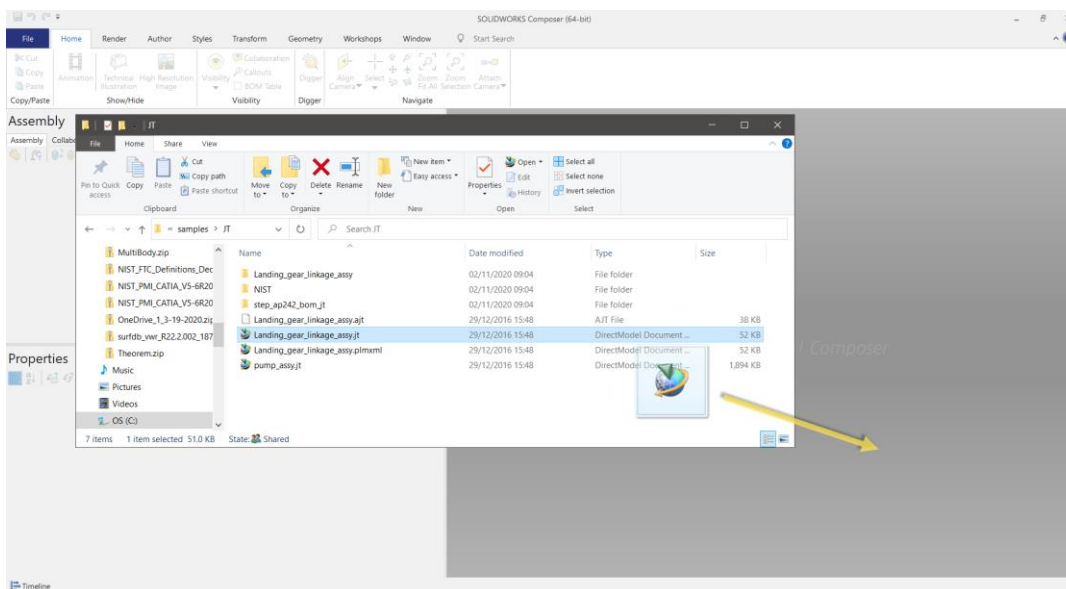 SOLIDWORKS Composer (64-bit)
File Home Render Author Styles Transform Geometry Workshops Window Start Search
Cut
Copy
Paste
Animation
Technical Illustration
High Resolution Image
Visibility
Collaboration
Callouts
BOM Table
Digger
Align Camera
Select
Zoom Fit All
Zoom Selection
Attach Camera
Copy/Paste Show/Hide Visibility Digger Navigate
Assembly
Assembly Collabo
JT
File Home Share View
Pin to Quick access
Copy
Paste
Cut
Copy path
Paste shortcut
Move to
Copy to
Delete
Rename
New folder
New item
Easy access
Properties
Open
Edit
History
Select all
Select none
Invert selection
Clipboard Organize New Open Select
« samples > JT
Search JT
MultiBody.zip
NIST_FTC_Definitions_Dec
NIST_PMI_CATIA_V5-6R20
NIST_PMI_CATIA_V5-6R20
OneDrive_1_3-19-2020.zip
surfdb_vwr_R22.2.002_187
Theorem.zip
Music
Pictures
Videos
OS (C:)
Name Date modified Type Size
Landing_gear_linkage_assy 02/11/2020 09:04 File folder
NIST 02/11/2020 09:04 File folder
step_ap242_bom_jt 02/11/2020 09:04 File folder
Landing_gear_linkage_assy.ajt 29/12/2016 15:48 AJT File 38 KB
Landing_gear_linkage_assy.jt 29/12/2016 15:48 DirectModel Document ... 52 KB
Landing_gear_linkage_assy.plmxml 29/12/2016 15:48 DirectModel Document ... 52 KB
pump_assy.jt 29/12/2016 15:48 DirectModel Document ... 1,894 KB
7 items 1 item selected 51.0 KB State: Shared
Composer
Properties
Timeline